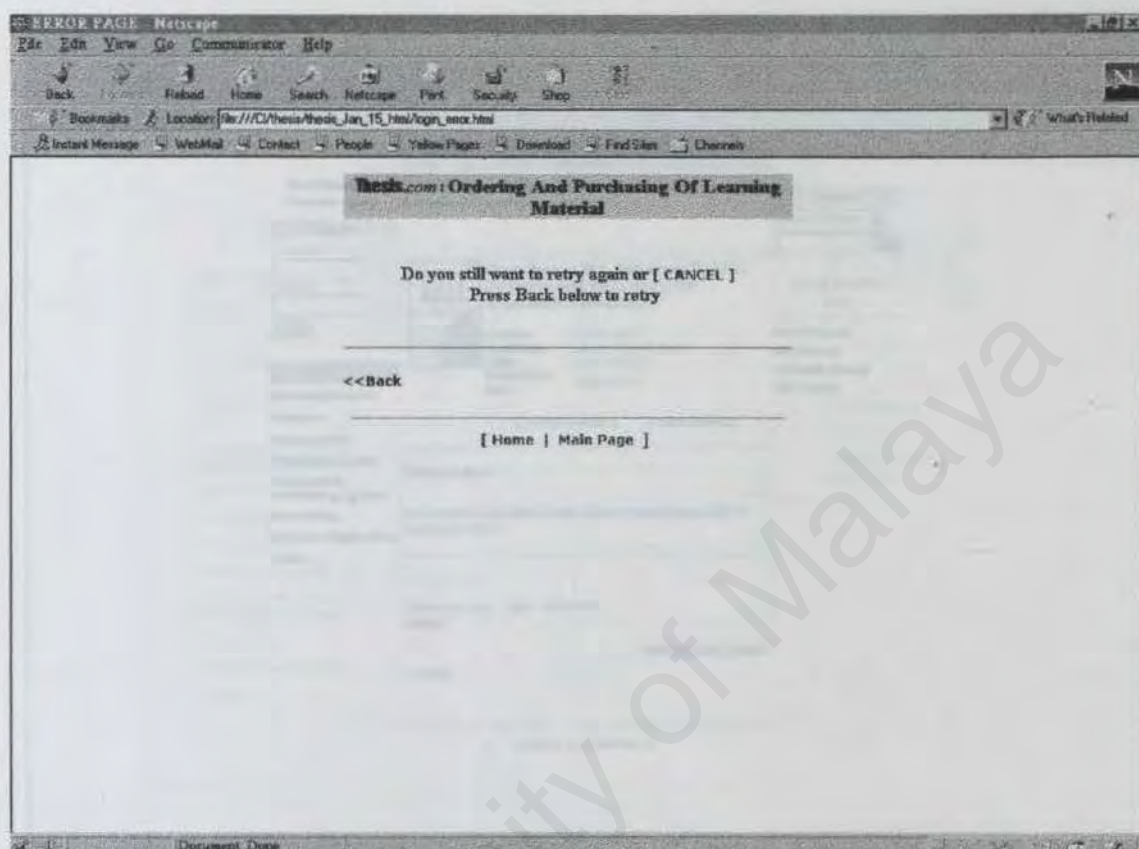 ERROR PAGE - Netscape
File Edit View Go Communicator Help
Back Forward Reload Home Search Netscape Print Security Shop
Bookmarks Location: file:///C|/thesis/thesis_Jan_15_html/login_error.html What's Related
Instant Message WebMail Contact People Yellow Pages Download Find Sites Channels
Thesis.com : Ordering And Purchasing Of Learning
Material
Do you still want to retry again or [ CANCEL ]
Press Back below to retry
<<Back
[ Home | Main Page ]
Document: Done
ity of Malaya